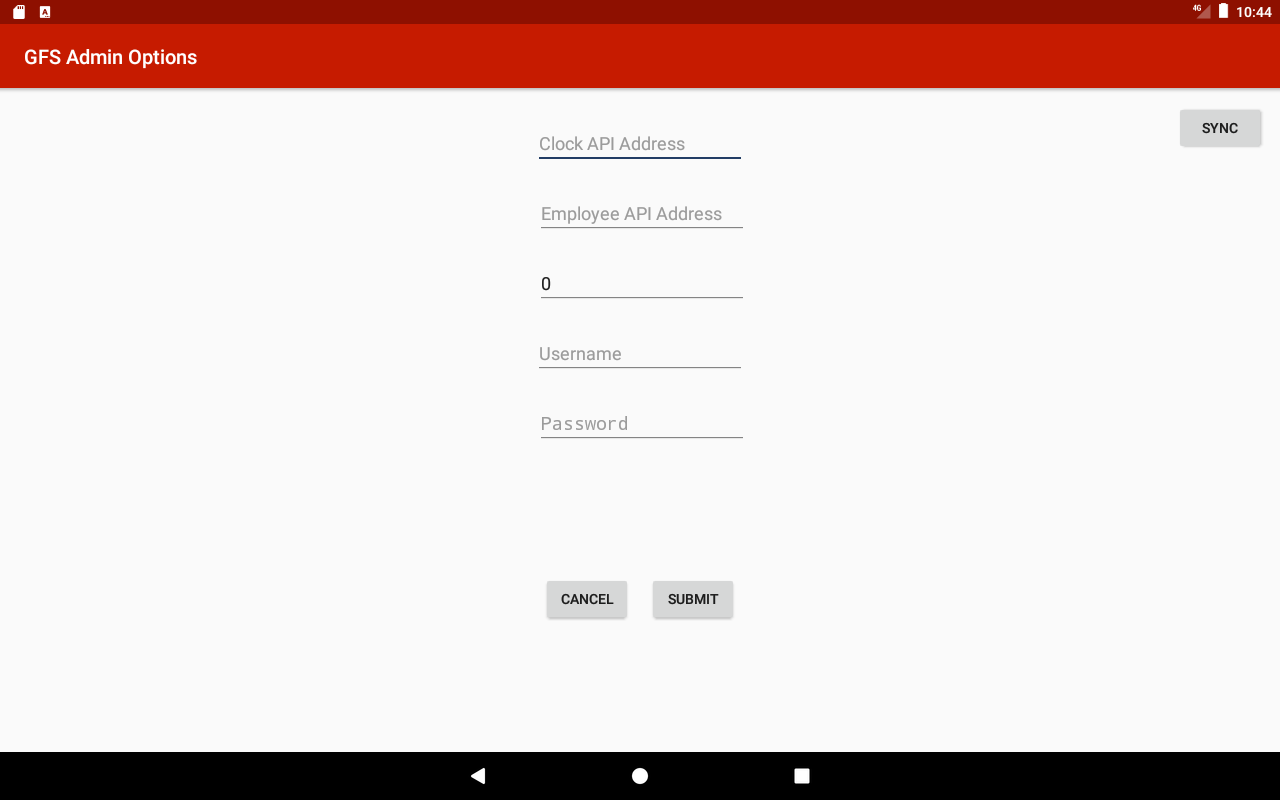 4G 10:44
GFS Admin Options
SYNC
Clock API Address
Employee API Address
0
Username
Password
CANCEL SUBMIT